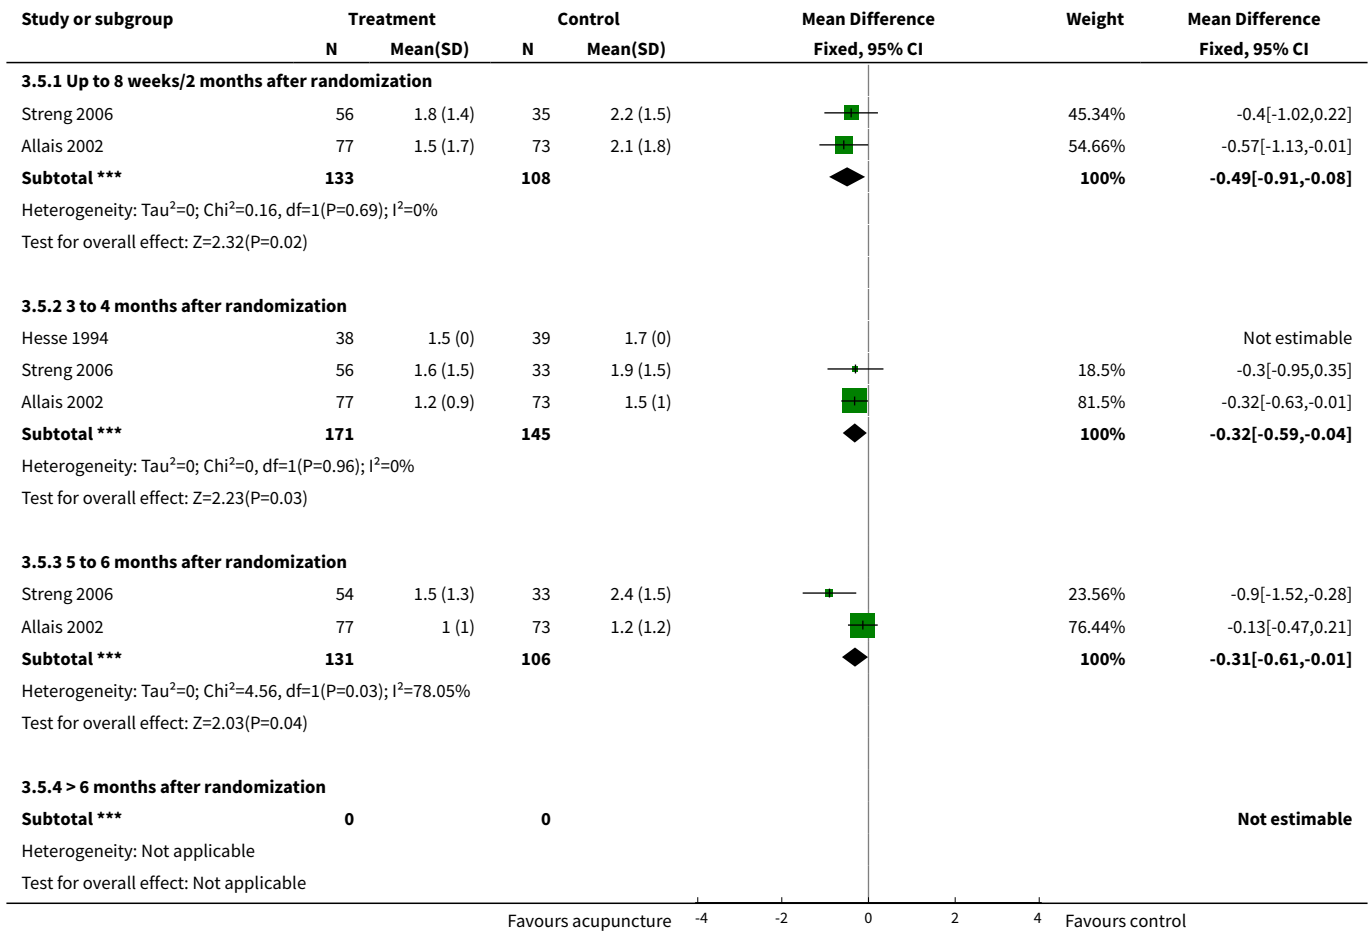 Study or subgroup Treatment Control Mean Difference Weight Mean Difference
N Mean(SD) N Mean(SD) Fixed, 95% CI Fixed, 95% CI
3.5.1 Up to 8 weeks/2 months after randomization
Streng 2006 56 1.8 (1.4) 35 2.2 (1.5) 45.34% -0.4[-1.02,0.22]
Allais 2002 77 1.5 (1.7) 73 2.1 (1.8) 54.66% -0.57[-1.13,-0.01]
Subtotal *** 133 108 100% -0.49[-0.91,-0.08]
Heterogeneity: Tau²=0; Chi²=0.16, df=1(P=0.69); I²=0%
Test for overall effect: Z=2.32(P=0.02)
3.5.2 3 to 4 months after randomization
Hesse 1994 38 1.5 (0) 39 1.7 (0) Not estimable
Streng 2006 56 1.6 (1.5) 33 1.9 (1.5) 18.5% -0.3[-0.95,0.35]
Allais 2002 77 1.2 (0.9) 73 1.5 (1) 81.5% -0.32[-0.63,-0.01]
Subtotal *** 171 145 100% -0.32[-0.59,-0.04]
Heterogeneity: Tau²=0; Chi²=0, df=1(P=0.96); I²=0%
Test for overall effect: Z=2.23(P=0.03)
3.5.3 5 to 6 months after randomization
Streng 2006 54 1.5 (1.3) 33 2.4 (1.5) 23.56% -0.9[-1.52,-0.28]
Allais 2002 77 1 (1) 73 1.2 (1.2) 76.44% -0.13[-0.47,0.21]
Subtotal *** 131 106 100% -0.31[-0.61,-0.01]
Heterogeneity: Tau²=0; Chi²=4.56, df=1(P=0.03); I²=78.05%
Test for overall effect: Z=2.03(P=0.04)
3.5.4 > 6 months after randomization
Subtotal *** 0 0 Not estimable
Heterogeneity: Not applicable
Test for overall effect: Not applicable
Favours acupuncture -4 -2 0 2 4 Favours control